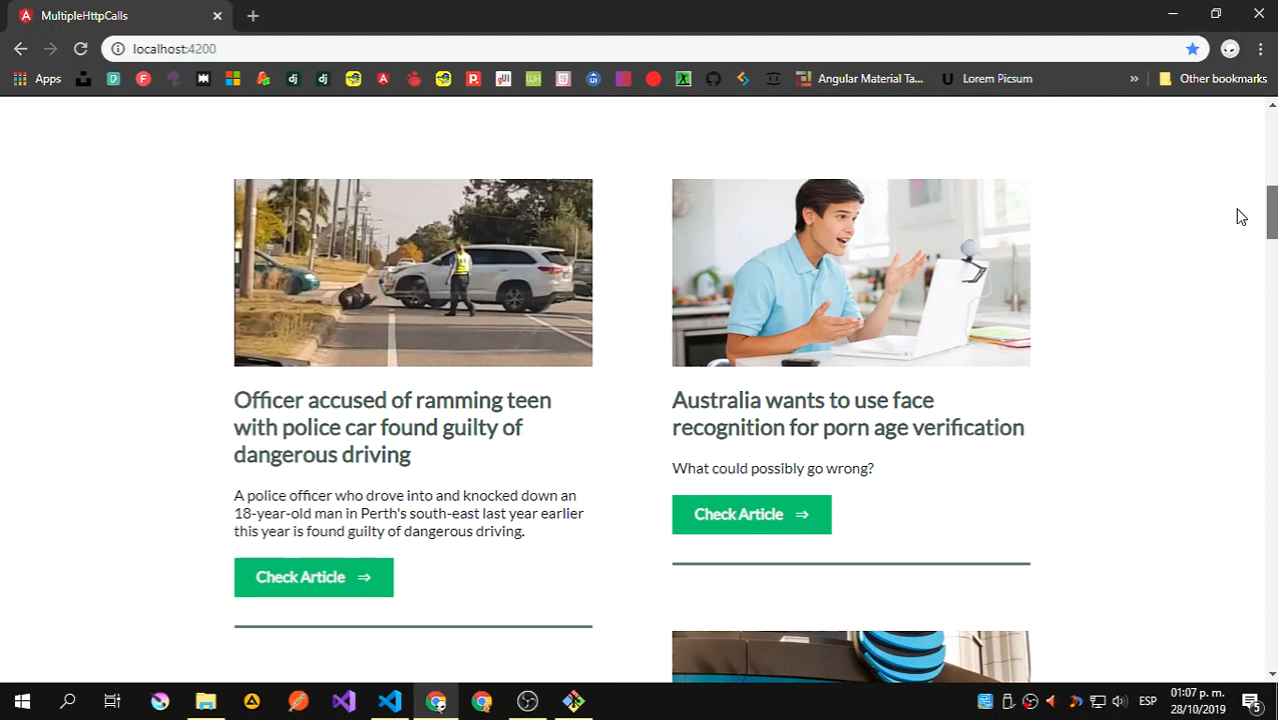 MultipleHttpCalls
localhost:4200
Apps
Angular Material Ta...
Lorem Picsum
»
Other bookmarks
Officer accused of ramming teen
with police car found guilty of
dangerous driving
A police officer who drove into and knocked down an
18-year-old man in Perth's south-east last year earlier
this year is found guilty of dangerous driving.
Check Article ⇒
Australia wants to use face
recognition for porn age verification
What could possibly go wrong?
Check Article ⇒
ESP
01:07 p. m.
28/10/2019
5